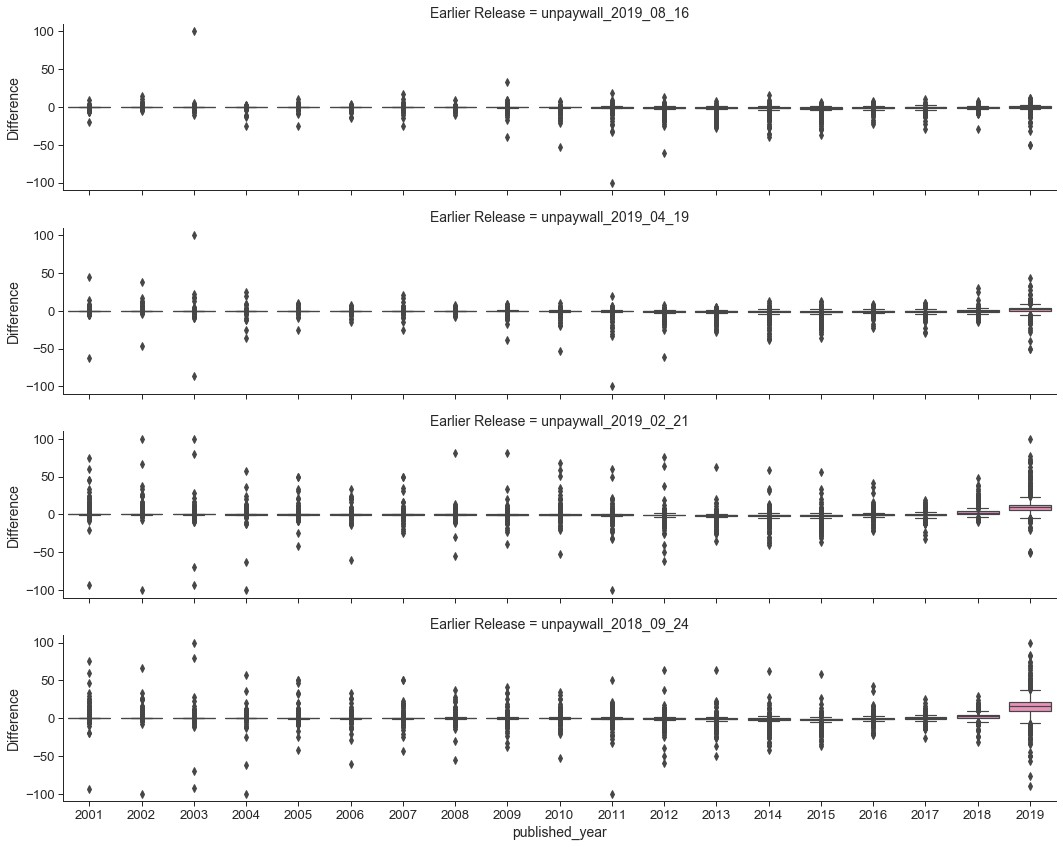 Earlier Release = unpaywall_2019_08_16
100
50
0
−50
−100
Difference
Earlier Release = unpaywall_2019_04_19
100
50
0
−50
−100
Difference
Earlier Release = unpaywall_2019_02_21
100
50
0
−50
−100
Difference
Earlier Release = unpaywall_2018_09_24
100
50
0
−50
−100
Difference
2001 2002 2003 2004 2005 2006 2007 2008 2009 2010 2011 2012 2013 2014 2015 2016 2017 2018 2019
published_year